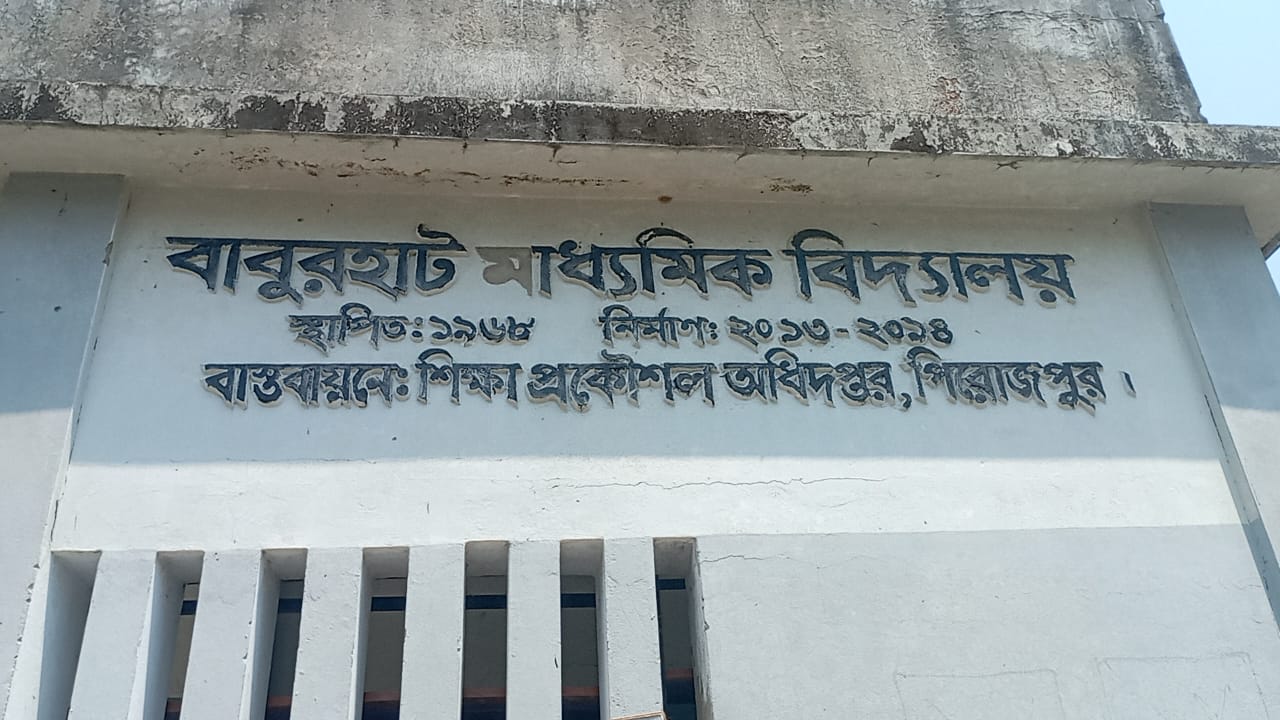 বাবুরহাট মাধ্যমিক বিদ্যালয়
স্থাপিত: ১৯৬৮ নির্মাণ: ২০১৩-২০১৪
বাস্তবায়নে: শিক্ষা প্রকৌশল অধিদপ্তর, পিরোজপুর।